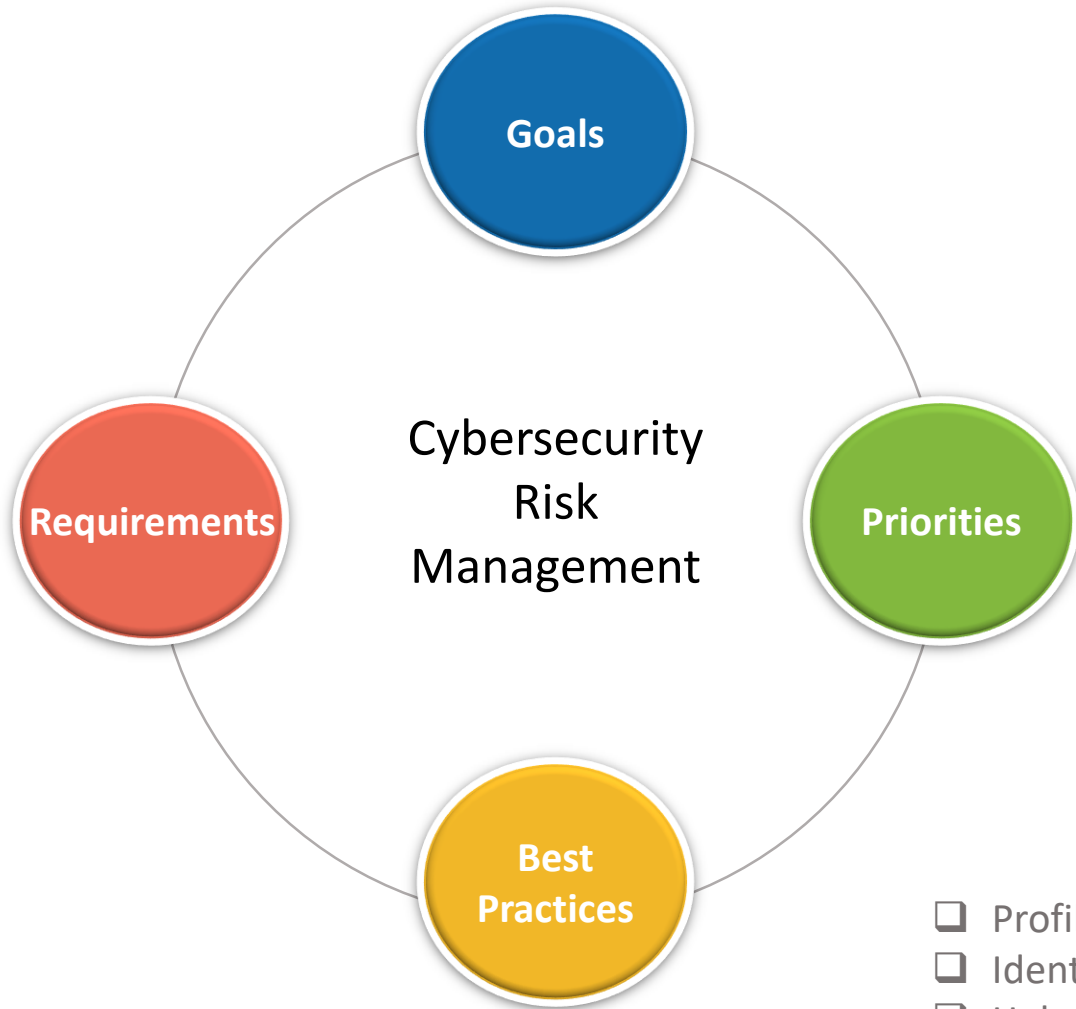 Goals
Cybersecurity
Risk
Management
Requirements
Priorities
Best
Practices